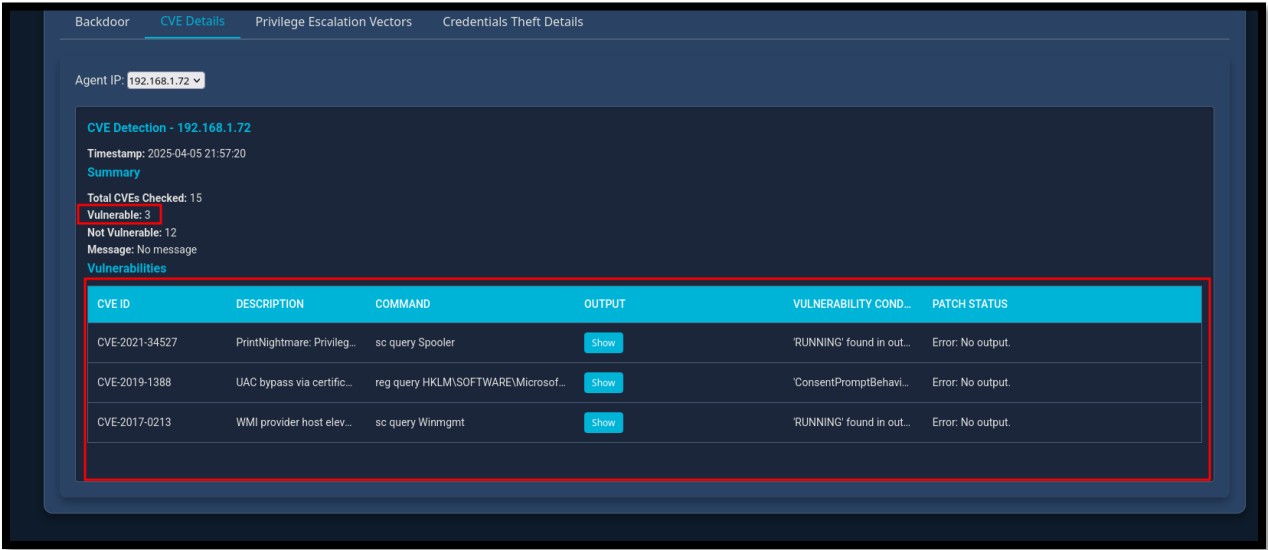 Backdoor CVE Details Privilege Escalation Vectors Credentials Theft Details
Agent IP: 192.168.1.72
CVE Detection - 192.168.1.72
Timestamp: 2025-04-05 21:57:20
Summary
Total CVEs Checked: 15
Vulnerable: 3
Not Vulnerable: 12
Message: No message
Vulnerabilities
CVE ID DESCRIPTION COMMAND OUTPUT VULNERABILITY COND... PATCH STATUS
CVE-2021-34527 PrintNightmare: Privileg... sc query Spooler Show 'RUNNING' found in out... Error: No output.
CVE-2019-1388 UAC bypass via certific... reg query HKLM\SOFTWARE\Microsof... Show 'ConsentPromptBehavi... Error: No output.
CVE-2017-0213 WMI provider host elev... sc query Winmgmt Show 'RUNNING' found in out... Error: No output.